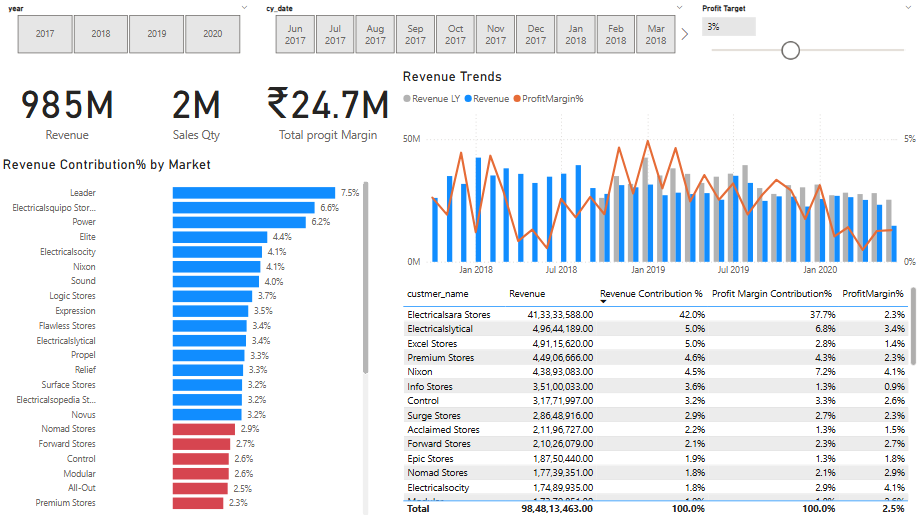 year
cy_date
Profit Target
2017 2018 2019 2020
Jun 2017 Jul 2017 Aug 2017 Sep 2017 Oct 2017 Nov 2017 Dec 2017 Jan 2018 Feb 2018 Mar 2018
3%
985M
Revenue
2M
Sales Qty
₹24.7M
Total progit Margin
Revenue Contribution% by Market
Leader 7.5%
Electricalsquipo Stor... 6.6%
Power 6.2%
Elite 4.4%
Electricalsocity 4.1%
Nixon 4.1%
Sound 4.0%
Logic Stores 3.7%
Expression 3.5%
Flawless Stores 3.4%
Electricalslytical 3.4%
Propel 3.3%
Relief 3.3%
Surface Stores 3.2%
Electricalsopedia St... 3.2%
Novus 3.2%
Nomad Stores 2.9%
Forward Stores 2.7%
Control 2.6%
Modular 2.6%
All-Out 2.5%
Premium Stores 2.3%
Revenue Trends
Revenue LY Revenue ProfitMargin%
50M 5%
0M 0%
Jan 2018 Jul 2018 Jan 2019 Jul 2019 Jan 2020
custmer_name Revenue Revenue Contribution % Profit Margin Contribution% ProfitMargin%
Electricalsara Stores 41,33,33,588.00 42.0% 37.7% 2.3%
Electricalslytical 4,96,44,189.00 5.0% 6.8% 3.4%
Excel Stores 4,91,15,620.00 5.0% 2.8% 1.4%
Premium Stores 4,49,06,666.00 4.6% 4.3% 2.3%
Nixon 4,38,93,083.00 4.5% 7.2% 4.1%
Info Stores 3,51,00,033.00 3.6% 1.3% 0.9%
Control 3,17,71,997.00 3.2% 3.3% 2.6%
Surge Stores 2,86,48,916.00 2.9% 2.7% 2.3%
Acclaimed Stores 2,11,96,727.00 2.2% 1.3% 1.5%
Forward Stores 2,10,26,079.00 2.1% 2.3% 2.7%
Epic Stores 1,87,50,440.00 1.9% 1.3% 1.8%
Nomad Stores 1,77,39,351.00 1.8% 2.1% 2.9%
Electricalsocity 1,74,89,935.00 1.8% 2.9% 4.1%
Total 98,48,13,463.00 100.0% 100.0% 2.5%